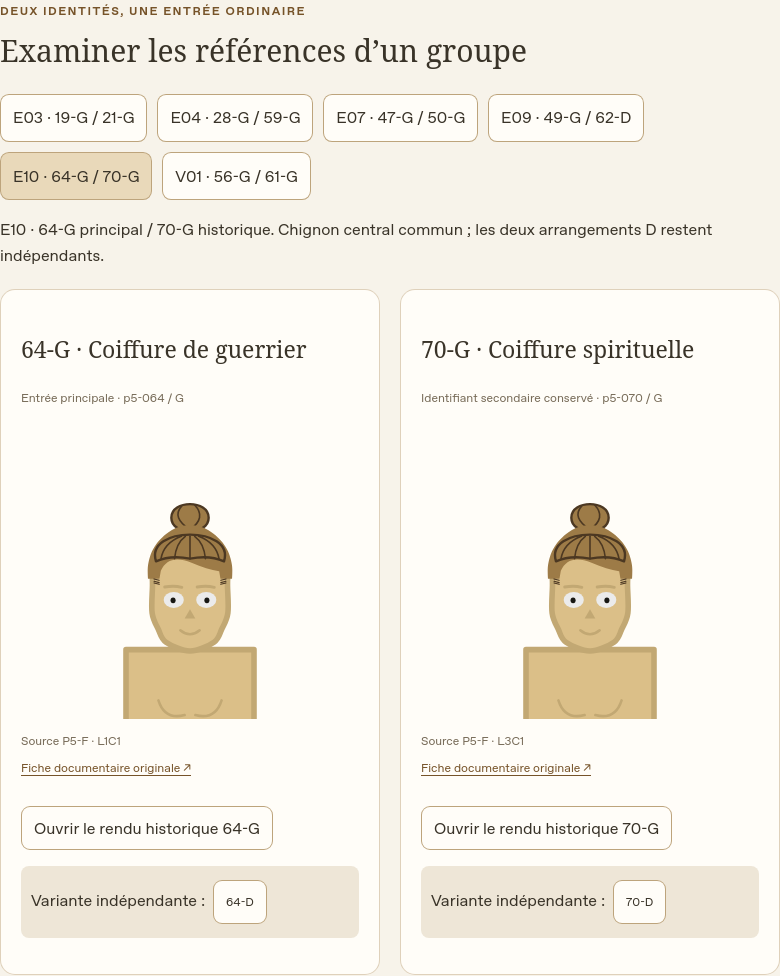 DEUX IDENTITÉS, UNE ENTRÉE ORDINAIRE
Examiner les références d’un groupe
E03 · 19-G / 21-G
E04 · 28-G / 59-G
E07 · 47-G / 50-G
E09 · 49-G / 62-D
E10 · 64-G / 70-G
V01 · 56-G / 61-G
E10 · 64-G principal / 70-G historique. Chignon central commun ; les deux arrangements D restent
indépendants.
64-G · Coiffure de guerrier
Entrée principale · p5-064 / G
Source P5-F · L1C1
Fiche documentaire originale ↗
Ouvrir le rendu historique 64-G
Variante indépendante : 64-D
70-G · Coiffure spirituelle
Identifiant secondaire conservé · p5-070 / G
Source P5-F · L3C1
Fiche documentaire originale ↗
Ouvrir le rendu historique 70-G
Variante indépendante : 70-D